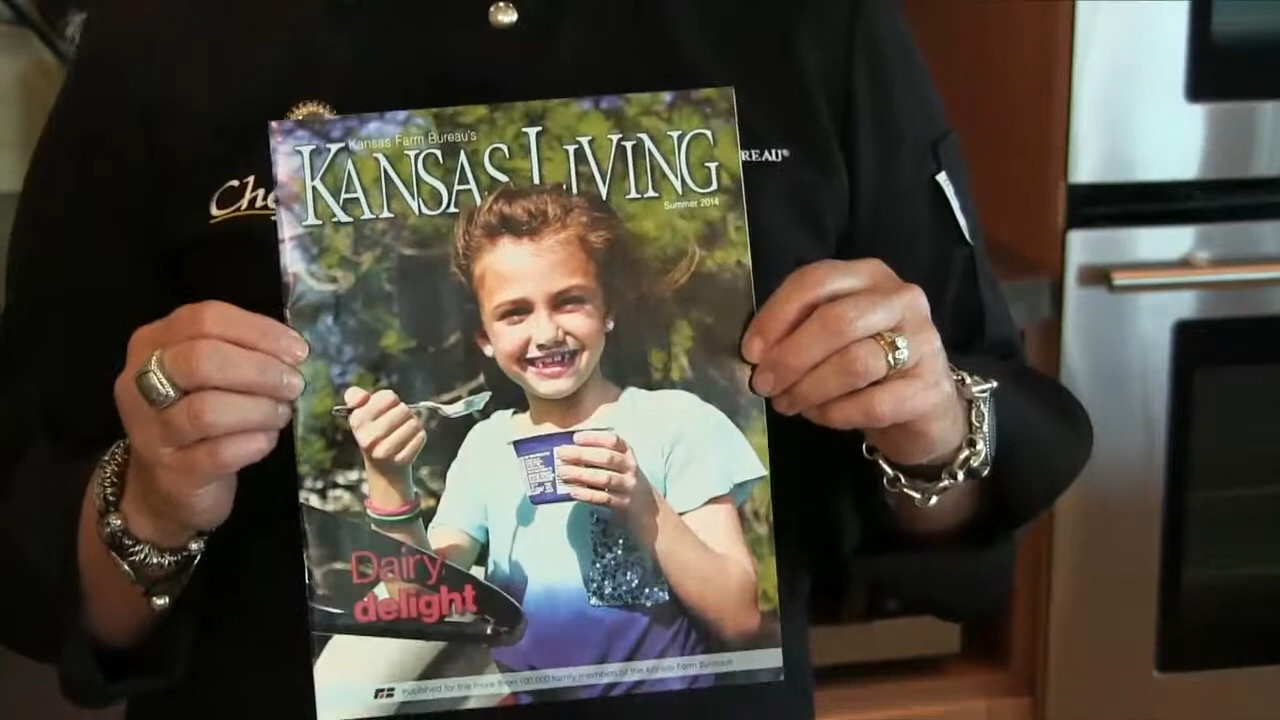 Kansas Farm Bureau's
KANSAS LIVING
Summer 2014
Che
REAU®
Dairy
delight
Published for the more than 100,000 family members of the Kansas Farm Bureau®